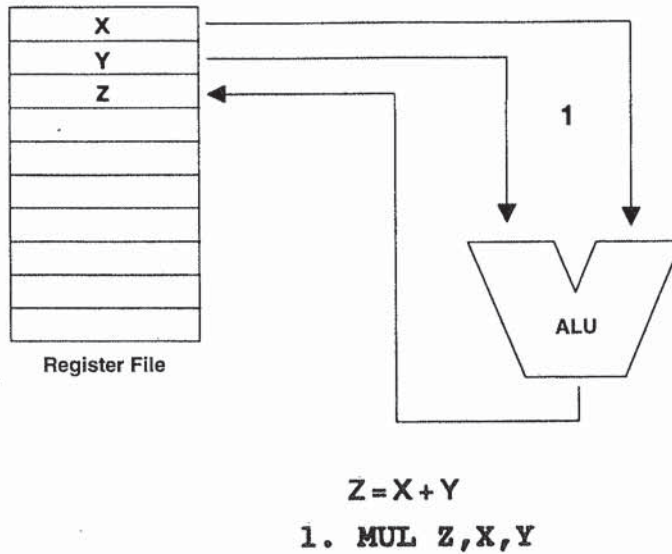 X
Y
Z
1
ALU
Register File
Z = X + Y
1. MUL Z,X,Y